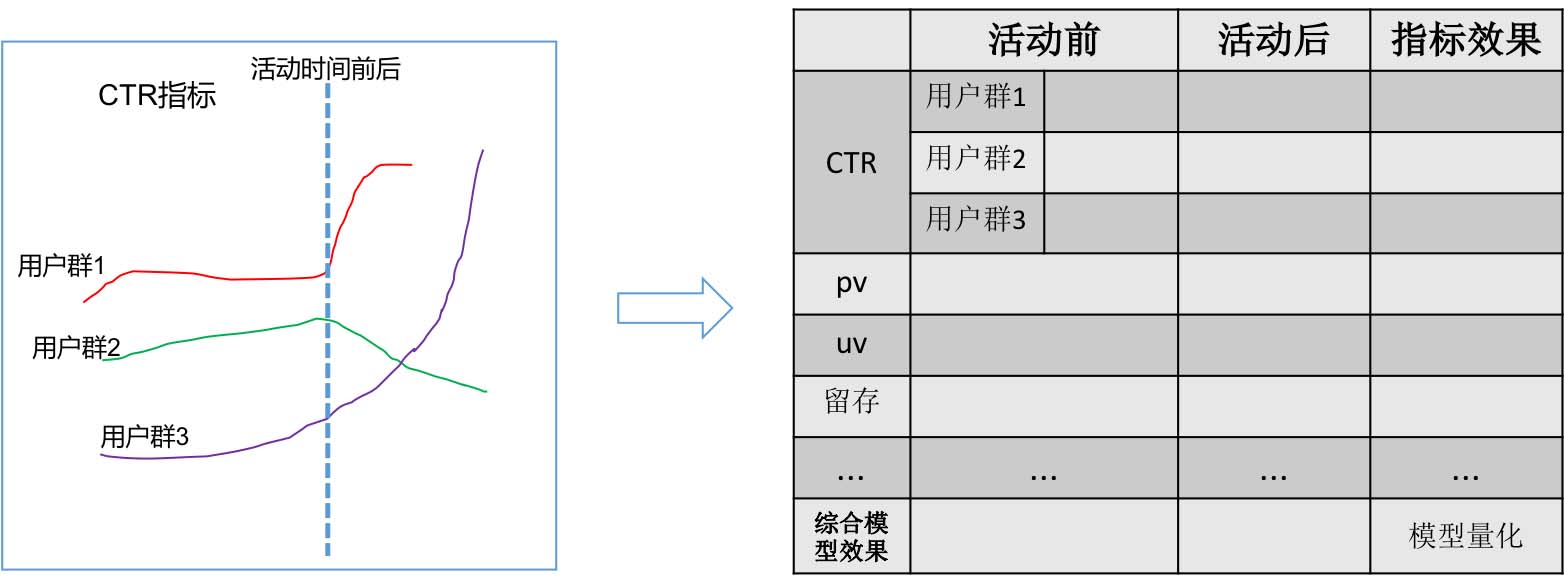 活动时间前后
CTR指标
用户群1
用户群2
用户群3
活动前 活动后 指标效果
CTR
用户群1
用户群2
用户群3
pv
uv
留存
... ... ... ...
综合模
型效果
模型量化